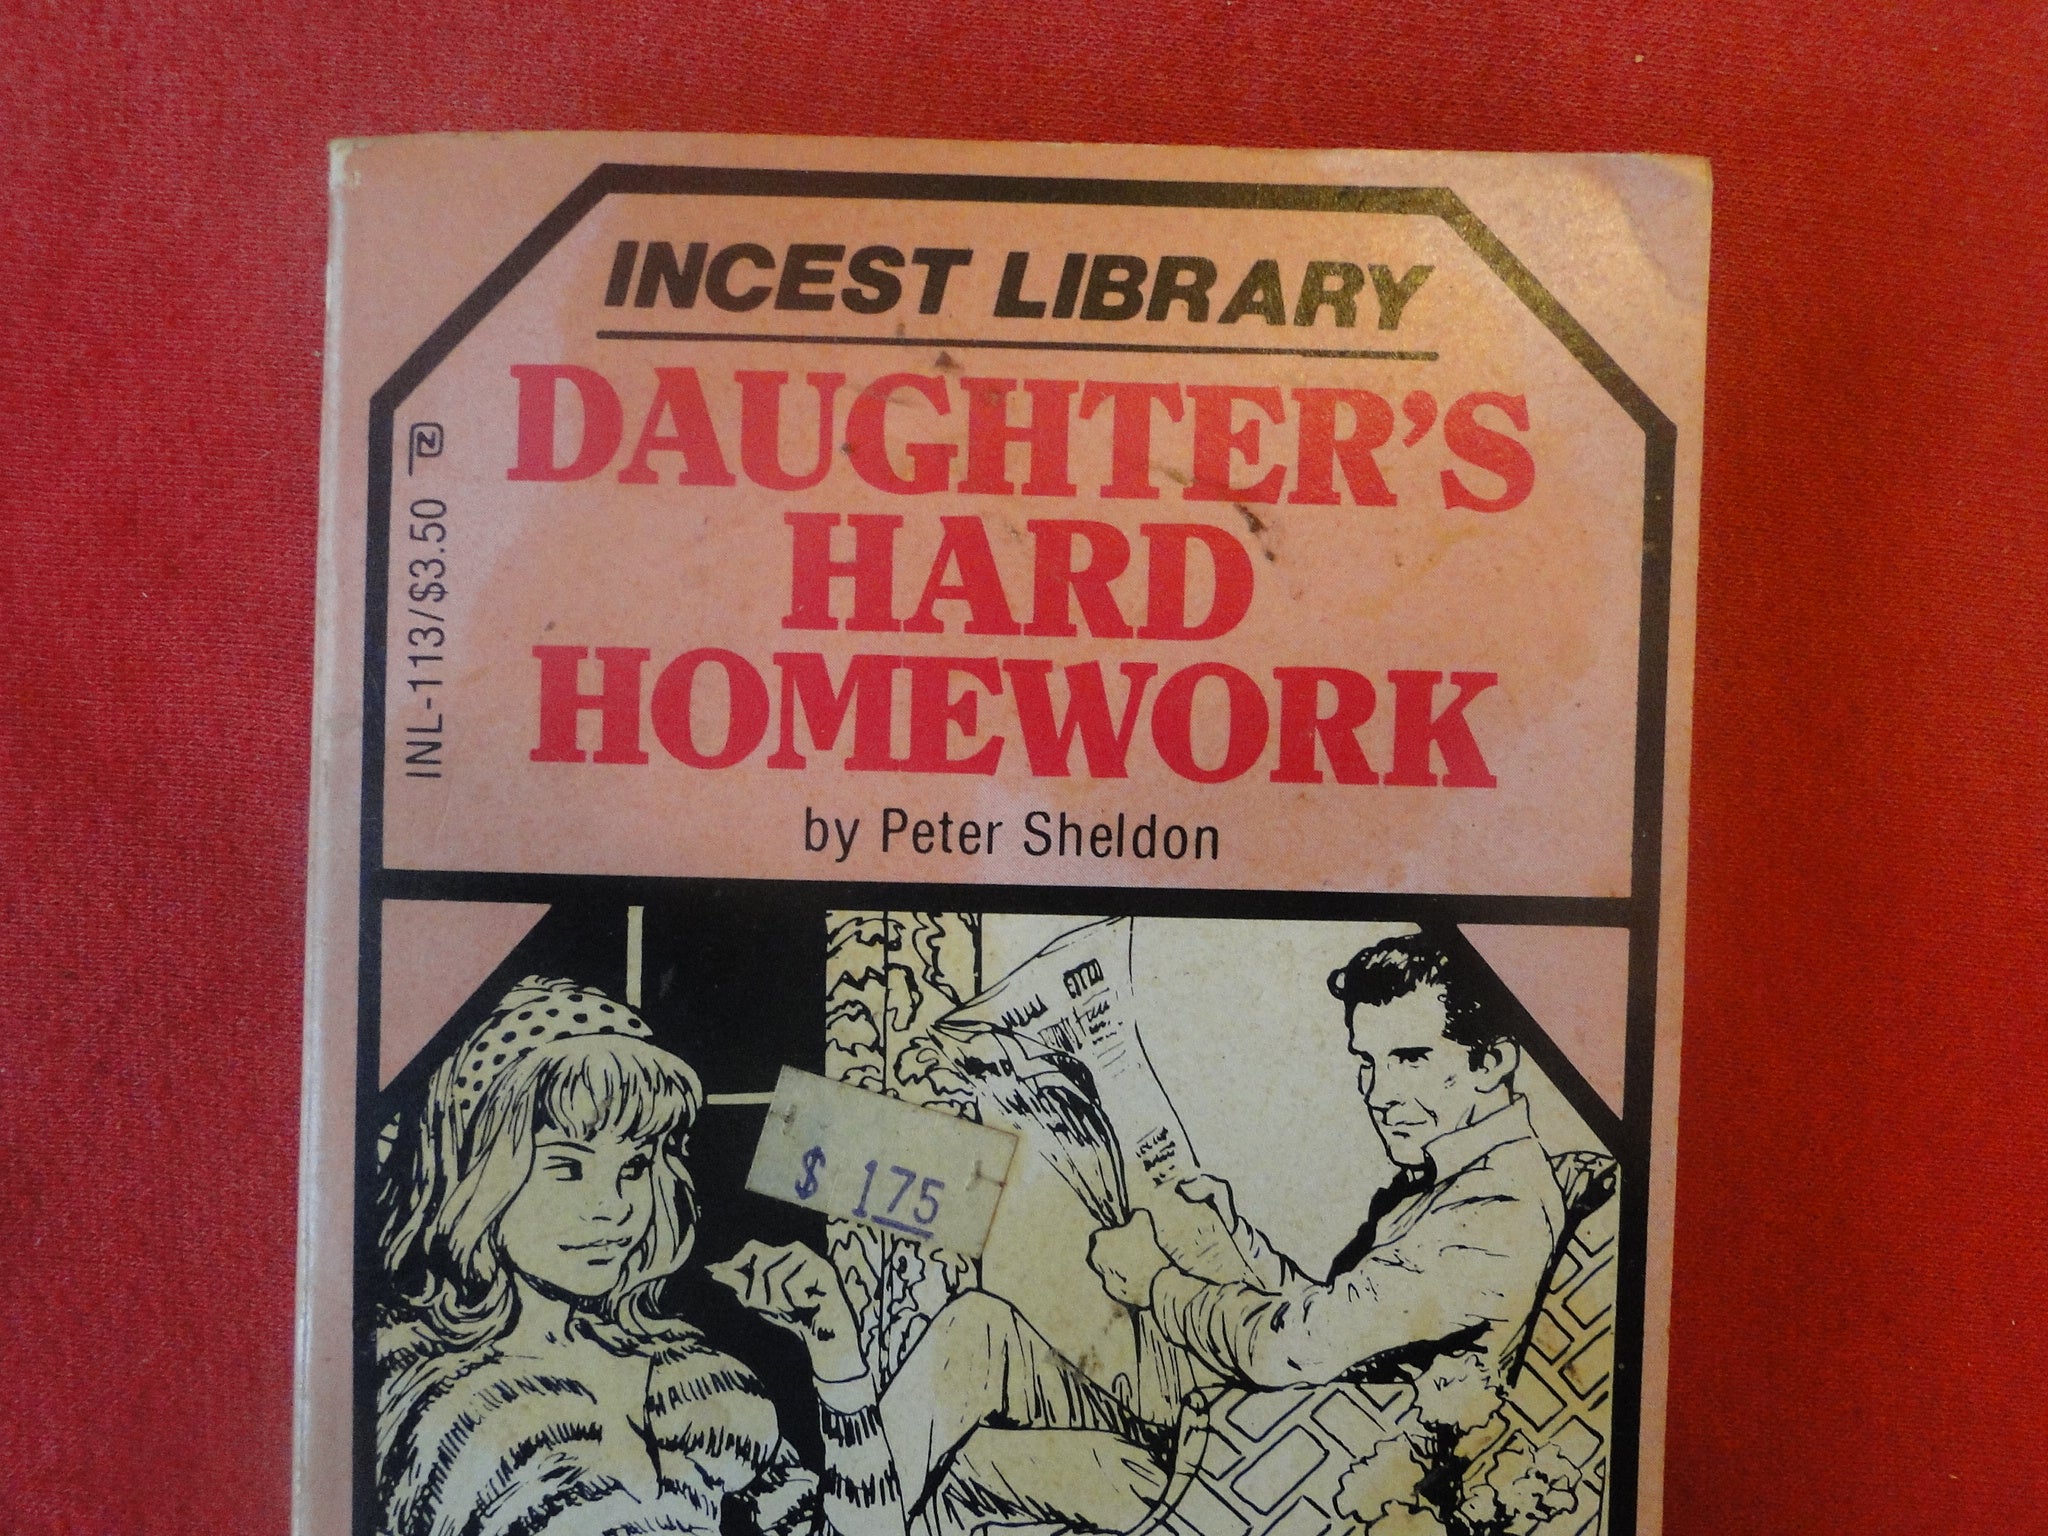 INCEST LIBRARY
DAUGHTER'S
HARD
HOMEWORK
by Peter Sheldon
INL-113/$3.50
$ 175